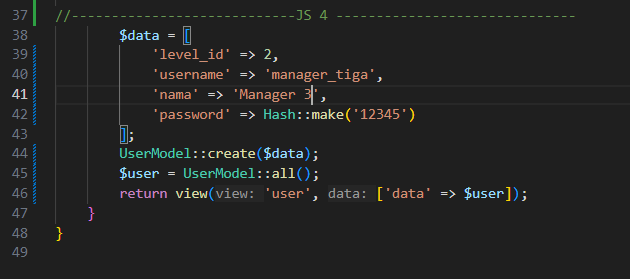 37 //----------------------------JS 4 ------------------------------
38 $data = [
39 'level_id' => 2,
40 'username' => 'manager_tiga',
41 'nama' => 'Manager 3',
42 'password' => Hash::make('12345')
43 ];
44 UserModel::create($data);
45 $user = UserModel::all();
46 return view(view: 'user', data: ['data' => $user]);
47 }
48 }
49